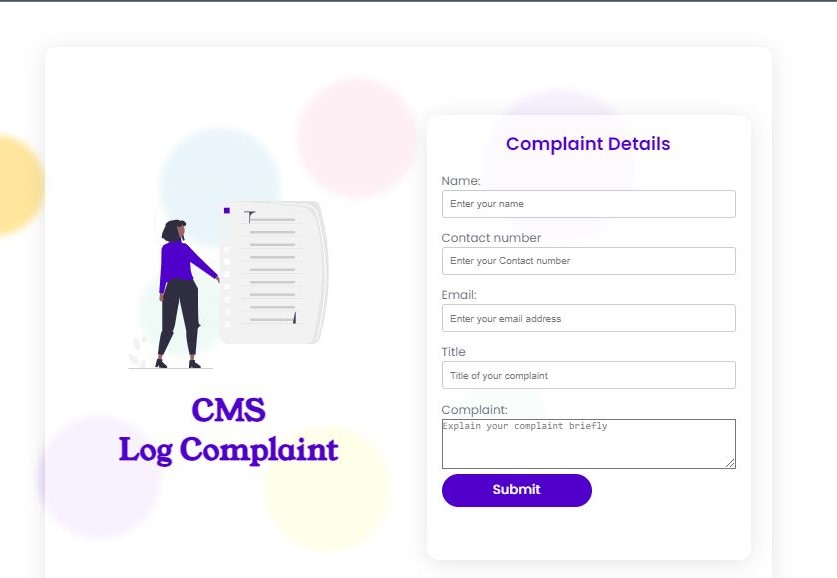 CMS
Log Complaint
Complaint Details
Name:
Enter your name
Contact number
Enter your Contact number
Email:
Enter your email address
Title
Title of your complaint
Complaint:
Explain your complaint briefly
Submit